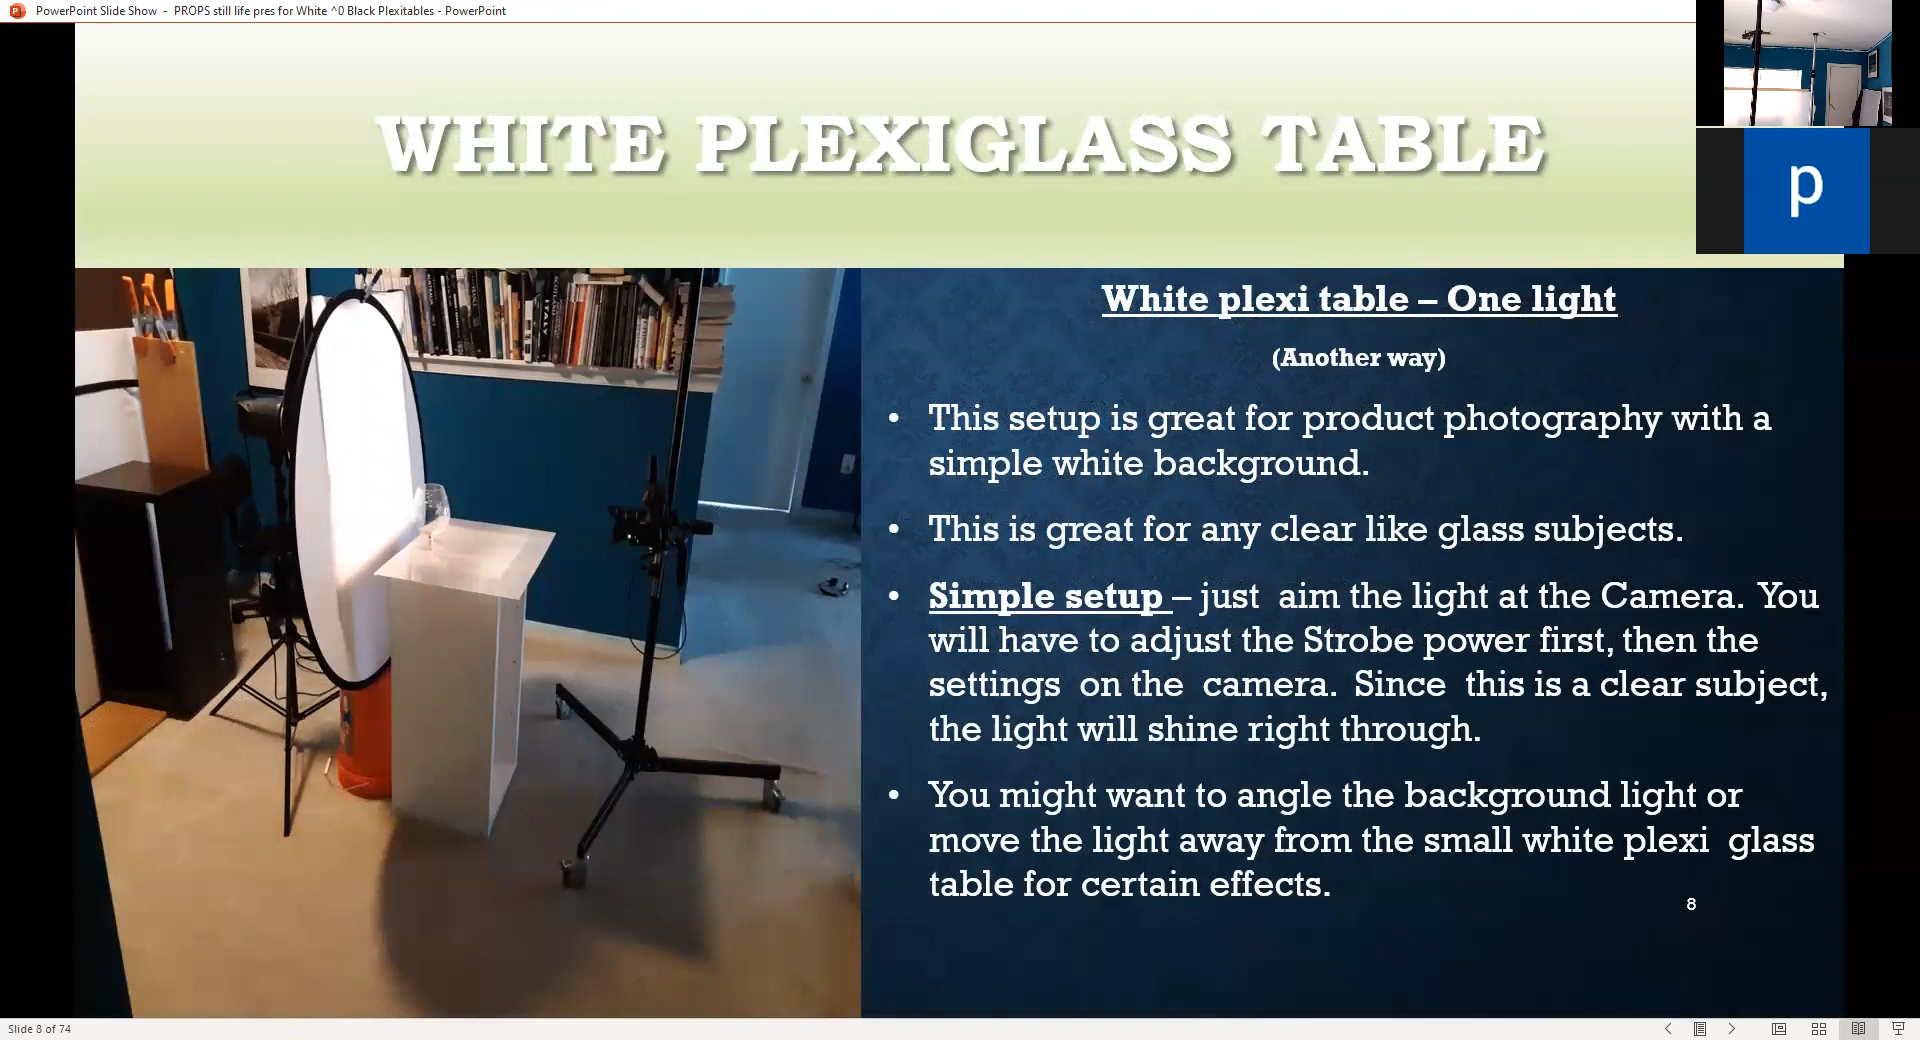 PowerPoint Slide Show - PROPS still life pres for White ^0 Black Plexitables - PowerPoint
WHITE PLEXIGLASS TABLE
p
ITALY
White plexi table – One light
(Another way)
• This setup is great for product photography with a
simple white background.
• This is great for any clear like glass subjects.
• Simple setup – just aim the light at the Camera. You
will have to adjust the Strobe power first, then the
settings on the camera. Since this is a clear subject,
the light will shine right through.
• You might want to angle the background light or
move the light away from the small white plexi glass
table for certain effects.
8
Slide 8 of 74